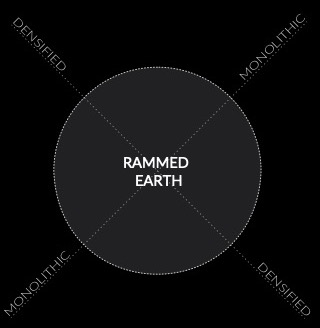 DENSIFIED
MONOLITHIC
RAMMED
EARTH
MONOLITHIC
DENSIFIED